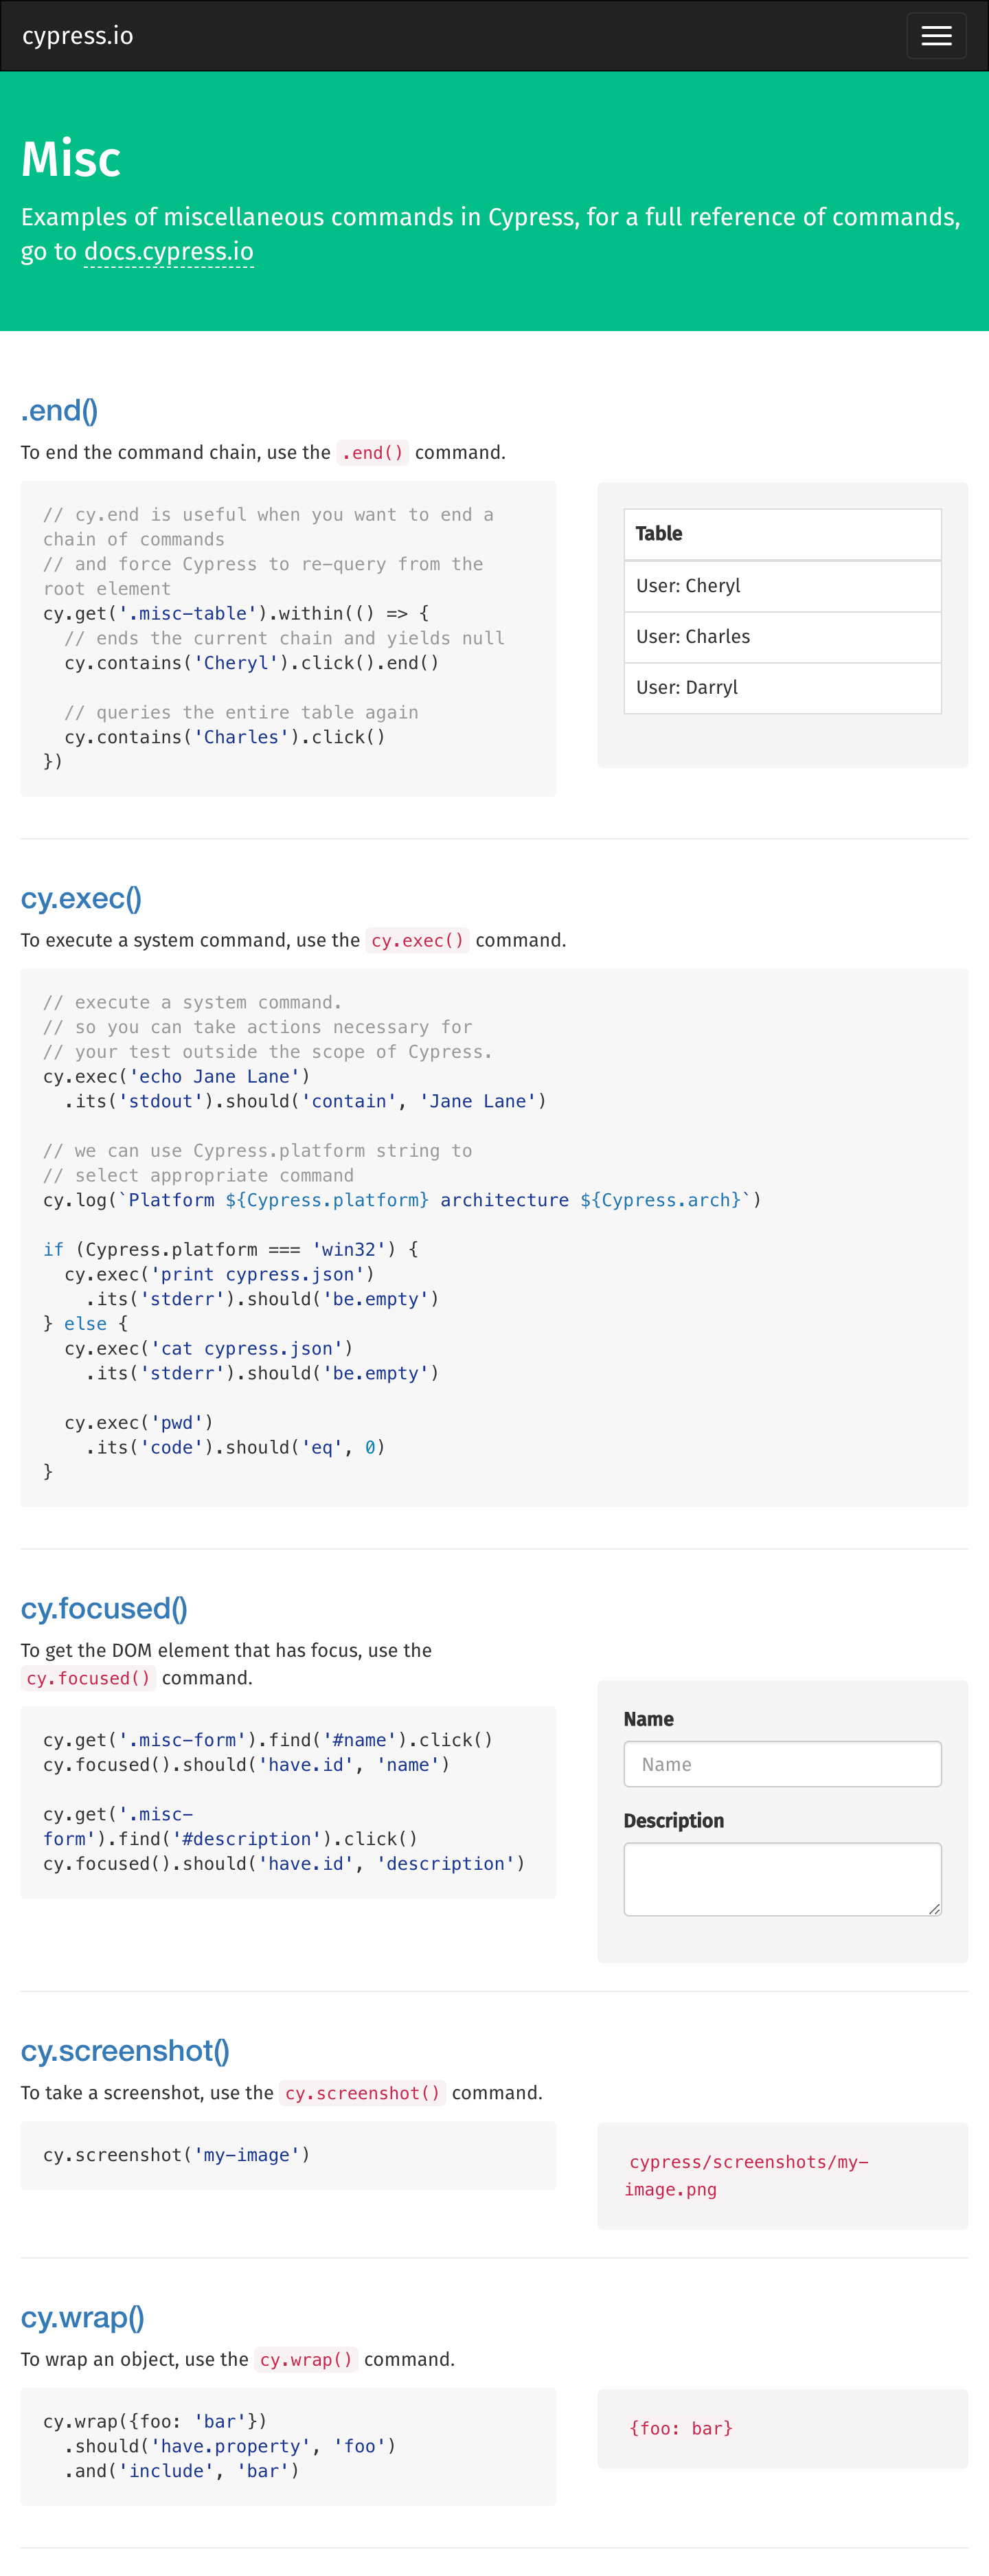 cypress.io
Misc
Examples of miscellaneous commands in Cypress, for a full reference of commands,
go to docs.cypress.io
.end()
To end the command chain, use the .end() command.
// cy.end is useful when you want to end a
chain of commands
// and force Cypress to re-query from the
root element
cy.get('.misc-table').within(() => {
  // ends the current chain and yields null
  cy.contains('Cheryl').click().end()

  // queries the entire table again
  cy.contains('Charles').click()
})
Table
User: Cheryl
User: Charles
User: Darryl
cy.exec()
To execute a system command, use the cy.exec() command.
// execute a system command.
// so you can take actions necessary for
// your test outside the scope of Cypress.
cy.exec('echo Jane Lane')
  .its('stdout').should('contain', 'Jane Lane')

// we can use Cypress.platform string to
// select appropriate command
cy.log(`Platform ${Cypress.platform} architecture ${Cypress.arch}`)

if (Cypress.platform === 'win32') {
  cy.exec('print cypress.json')
    .its('stderr').should('be.empty')
} else {
  cy.exec('cat cypress.json')
    .its('stderr').should('be.empty')

  cy.exec('pwd')
    .its('code').should('eq', 0)
}
cy.focused()
To get the DOM element that has focus, use the
cy.focused() command.
cy.get('.misc-form').find('#name').click()
cy.focused().should('have.id', 'name')

cy.get('.misc-
form').find('#description').click()
cy.focused().should('have.id', 'description')
Name
Name
Description
cy.screenshot()
To take a screenshot, use the cy.screenshot() command.
cy.screenshot('my-image')
cypress/screenshots/my-
image.png
cy.wrap()
To wrap an object, use the cy.wrap() command.
cy.wrap({foo: 'bar'})
  .should('have.property', 'foo')
  .and('include', 'bar')
{foo: bar}